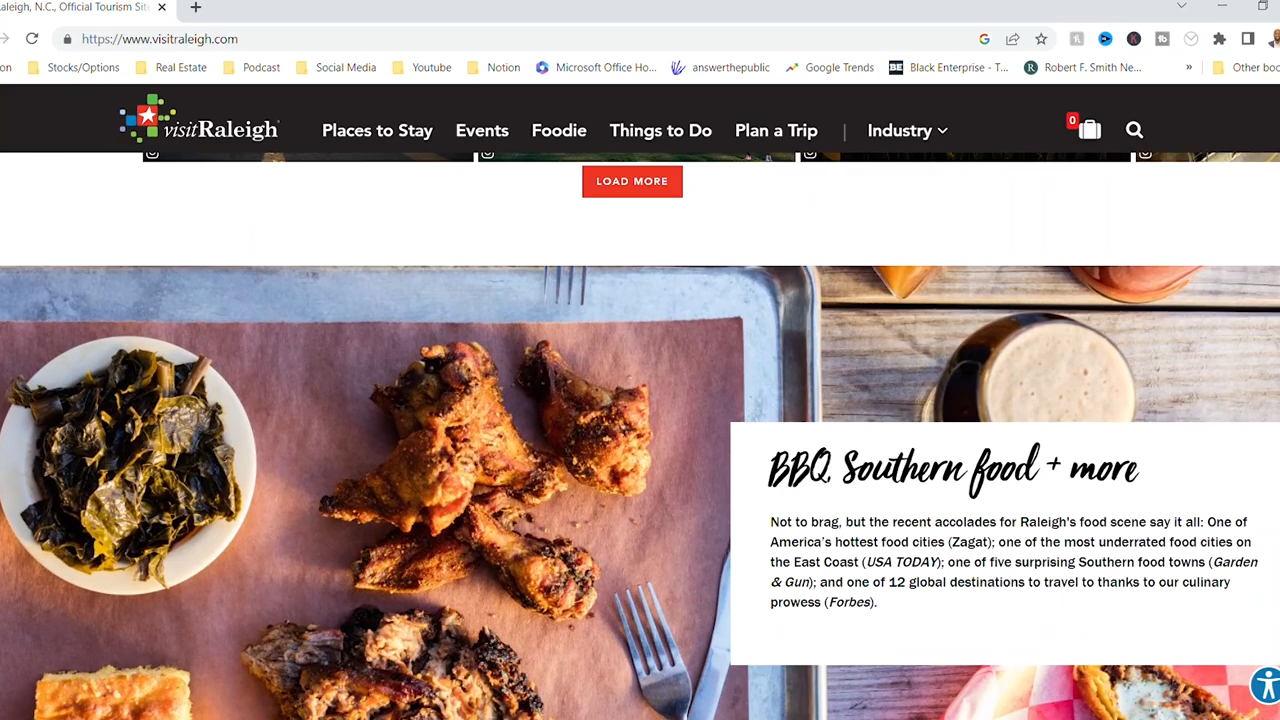 aleigh, N.C., Official Tourism Sit
https://www.visitraleigh.com
on Stocks/Options Real Estate Podcast Social Media Youtube Notion Microsoft Office Ho... answerthepublic Google Trends BE Black Enterprise - T... R Robert F. Smith Ne... » Other boo
visitRaleigh Places to Stay Events Foodie Things to Do Plan a Trip | Industry 0
LOAD MORE
BBQ, Southern food + more
Not to brag, but the recent accolades for Raleigh's food scene say it all: One of
America's hottest food cities (Zagat); one of the most underrated food cities on
the East Coast (USA TODAY); one of five surprising Southern food towns (Garden
& Gun); and one of 12 global destinations to travel to thanks to our culinary
prowess (Forbes).